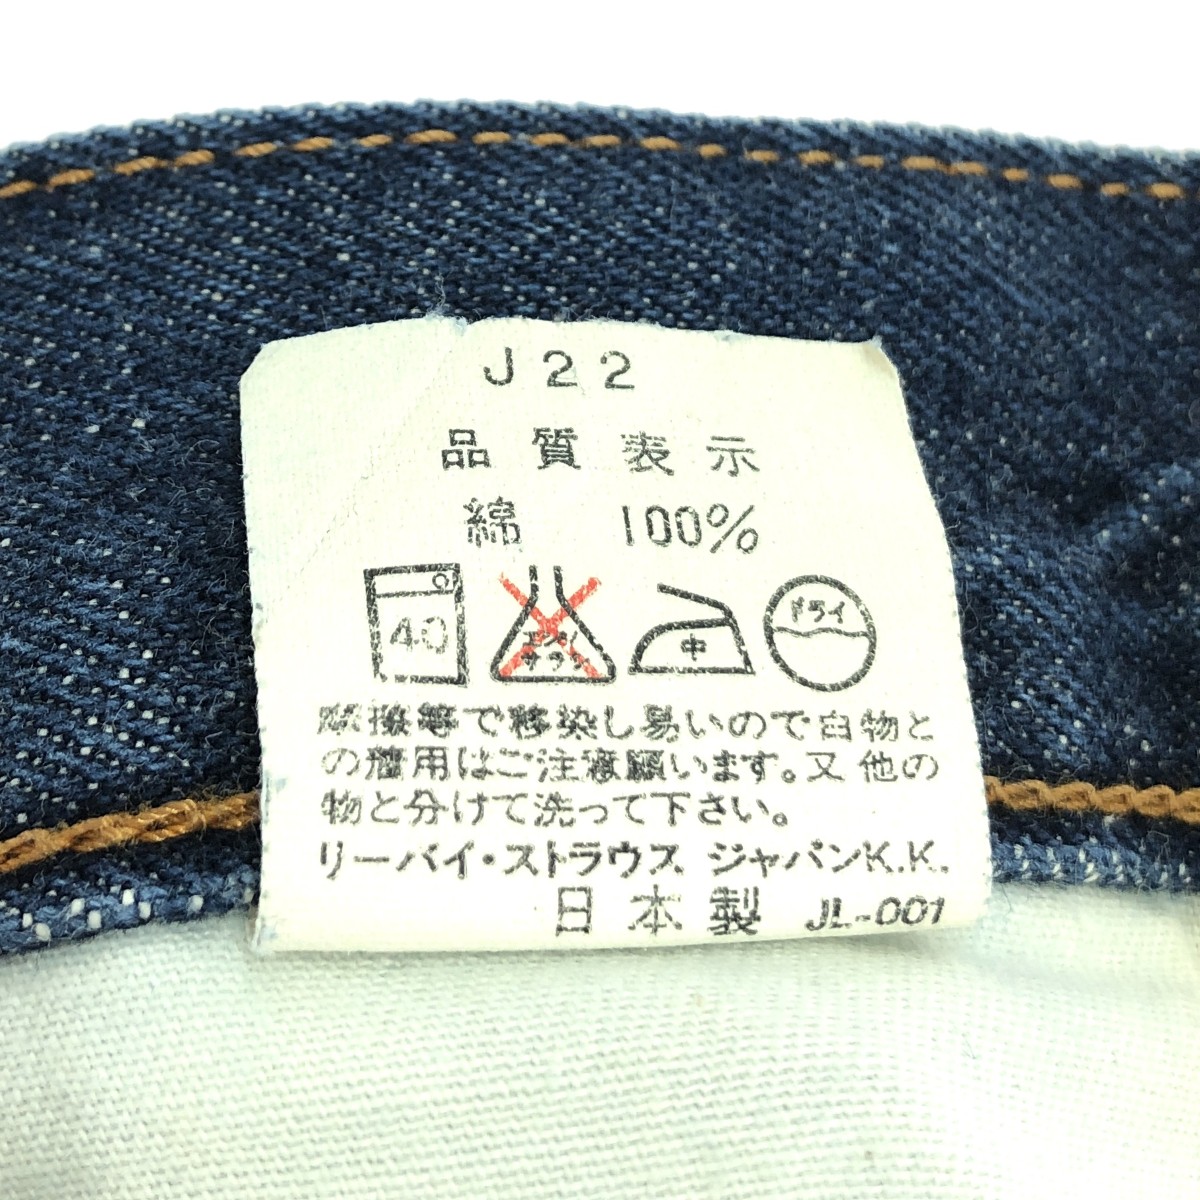 J22
品質表示
綿 100%
40 エンソ サラシ 中 ドライ
摩擦等で移染し易いので白物と
の着用はご注意願います。又他の
物と分けて洗って下さい。
リーバイ・ストラウス ジャパンK.K.
日本製 JL-001